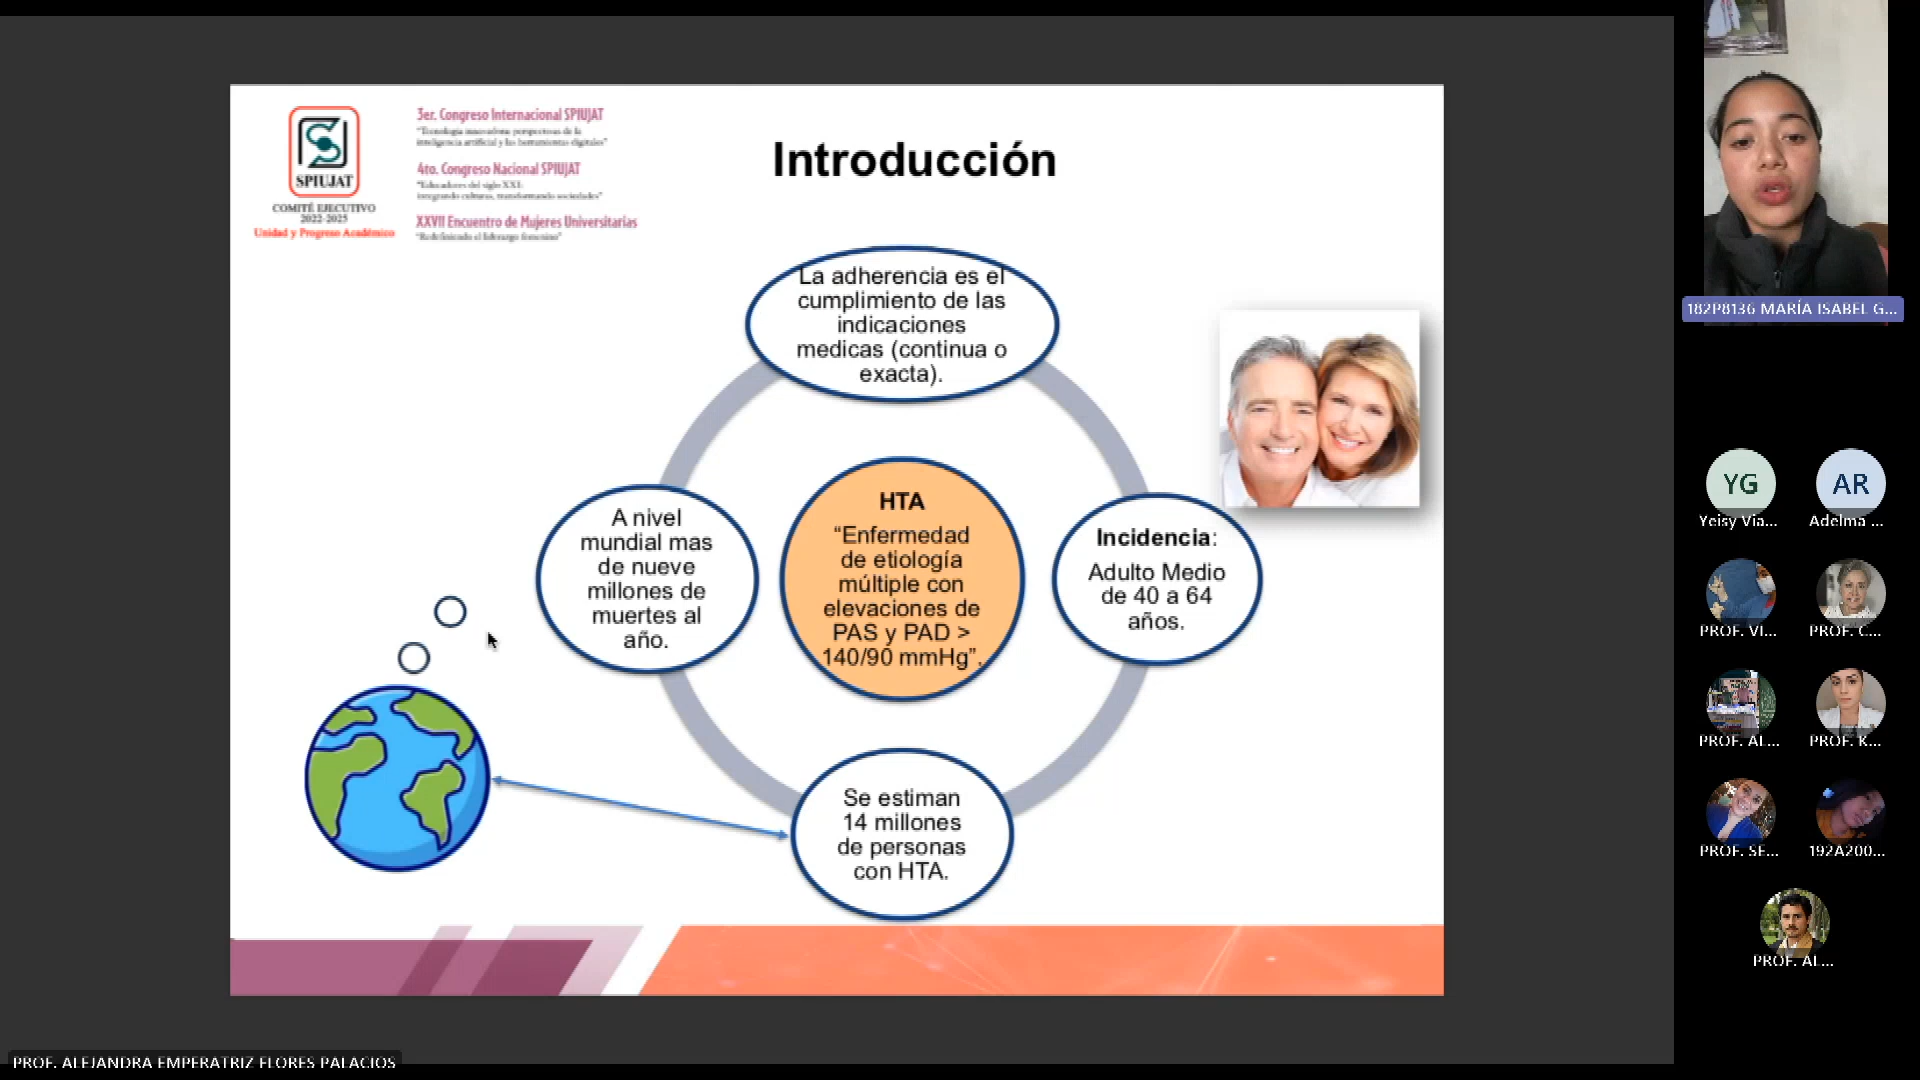 SPIUJAT
COMITÉ EJECUTIVO
2022-2025
Unidad y Progreso Académico
3er. Congreso Internacional SPIUJAT
"Tecnología innovadora: perspectivas de la
inteligencia artificial y las herramientas digitales"
4to. Congreso Nacional SPIUJAT
"Educadores del siglo XXI:
integrando culturas, transformando sociedades"
XXVII Encuentro de Mujeres Universitarias
"Redefiniendo el liderazgo femenino"
Introducción
La adherencia es el
cumplimiento de las
indicaciones
medicas (continua o
exacta).
A nivel
mundial mas
de nueve
millones de
muertes al
año.
HTA
“Enfermedad
de etiología
múltiple con
elevaciones de
PAS y PAD >
140/90 mmHg”.
Incidencia:
Adulto Medio
de 40 a 64
años.
Se estiman
14 millones
de personas
con HTA.
182P8136 MARÍA ISABEL G...
YG
Yeisy Via...
AR
Adelma ...
PROF. VI...
PROF. C...
PROF. AL...
PROF. K...
PROF. SE...
192A200...
PROF. AL...
PROF. ALEJANDRA EMPERATRIZ FLORES PALACIOS